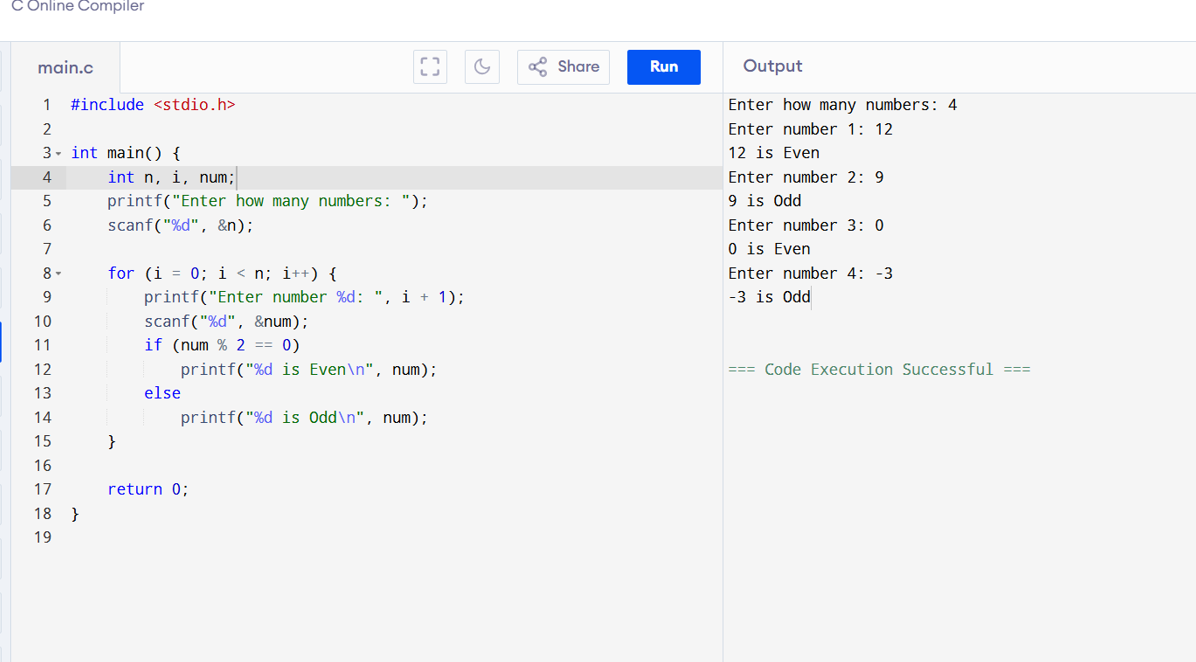 C Online Compiler
main.c
Share
Run
Output
1 #include <stdio.h>
2
3 int main() {
4     int n, i, num;
5     printf("Enter how many numbers: ");
6     scanf("%d", &n);
7
8     for (i = 0; i < n; i++) {
9         printf("Enter number %d: ", i + 1);
10         scanf("%d", &num);
11         if (num % 2 == 0)
12             printf("%d is Even\n", num);
13         else
14             printf("%d is Odd\n", num);
15     }
16
17     return 0;
18 }
19
Enter how many numbers: 4
Enter number 1: 12
12 is Even
Enter number 2: 9
9 is Odd
Enter number 3: 0
0 is Even
Enter number 4: -3
-3 is Odd
=== Code Execution Successful ===